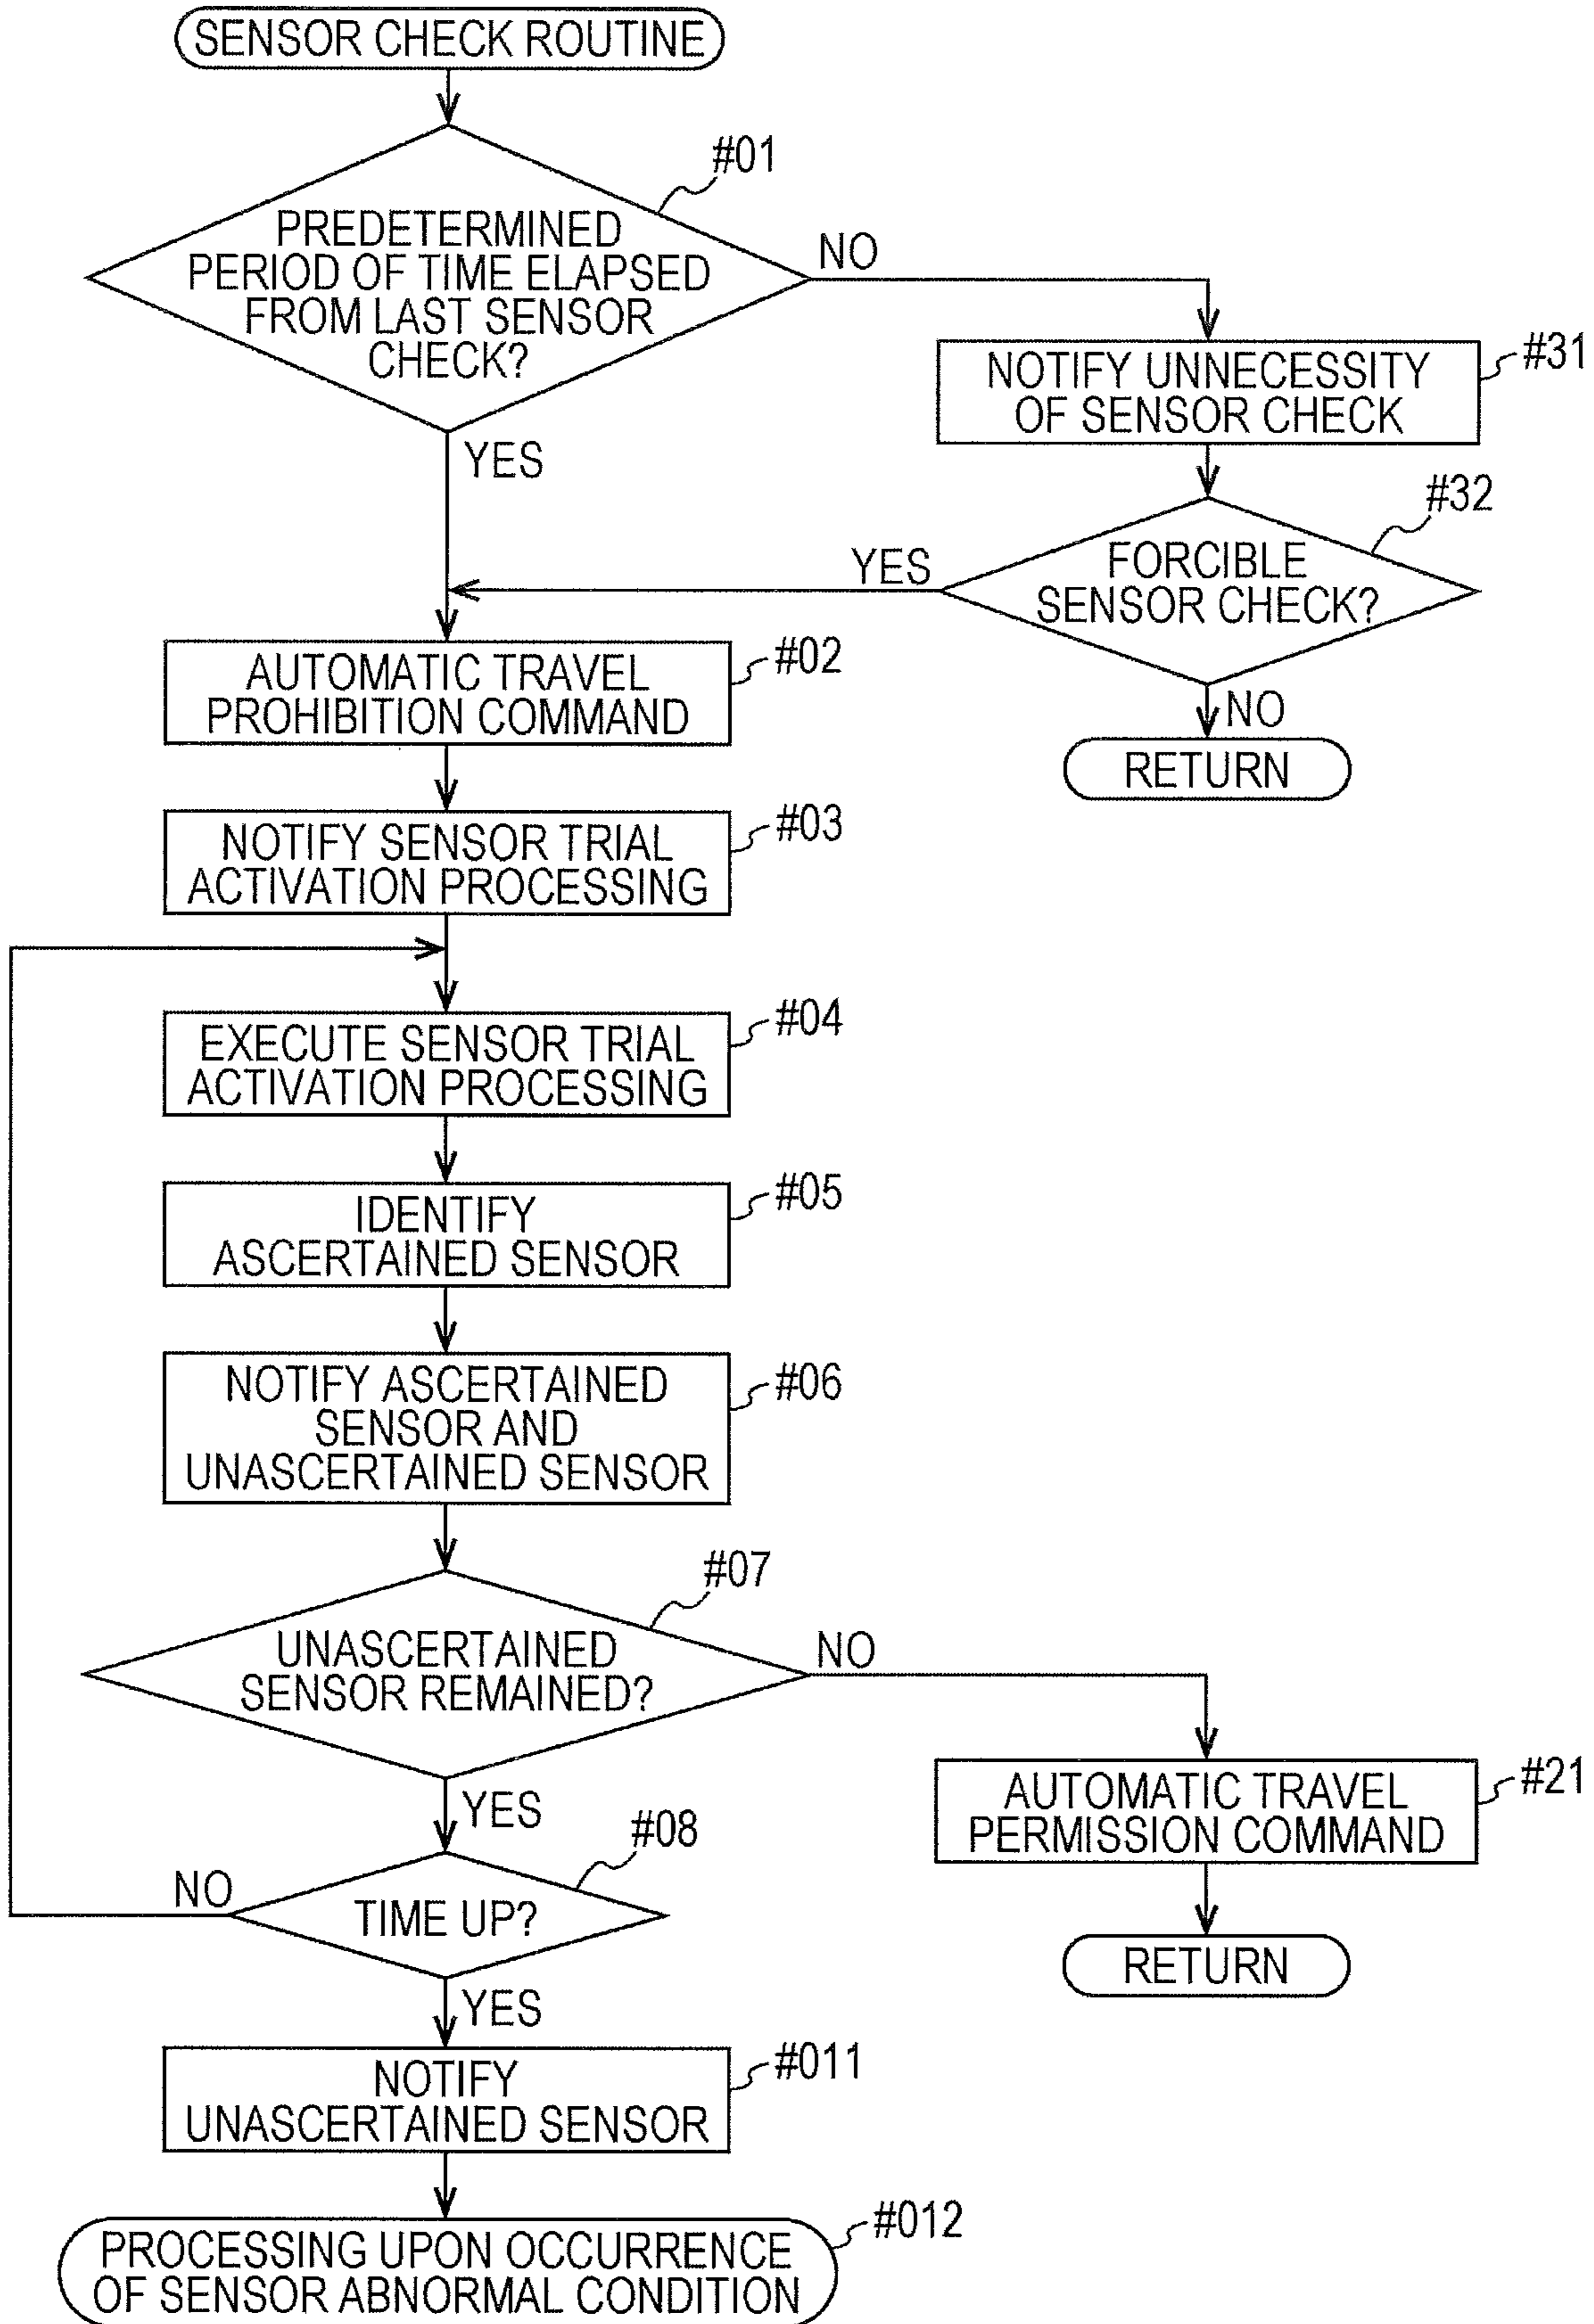 SENSOR CHECK ROUTINE
#01
PREDETERMINED
PERIOD OF TIME ELAPSED
FROM LAST SENSOR
CHECK?
NO
YES
NOTIFY UNNECESSITY
OF SENSOR CHECK
#31
#32
FORCIBLE
SENSOR CHECK?
YES
NO
RETURN
AUTOMATIC TRAVEL
PROHIBITION COMMAND
#02
NOTIFY SENSOR TRIAL
ACTIVATION PROCESSING
#03
EXECUTE SENSOR TRIAL
ACTIVATION PROCESSING
#04
IDENTIFY
ASCERTAINED SENSOR
#05
NOTIFY ASCERTAINED
SENSOR AND
UNASCERTAINED SENSOR
#06
#07
UNASCERTAINED
SENSOR REMAINED?
NO
YES
AUTOMATIC TRAVEL
PERMISSION COMMAND
#21
RETURN
#08
TIME UP?
NO
YES
NOTIFY
UNASCERTAINED SENSOR
#011
PROCESSING UPON OCCURRENCE
OF SENSOR ABNORMAL CONDITION
#012